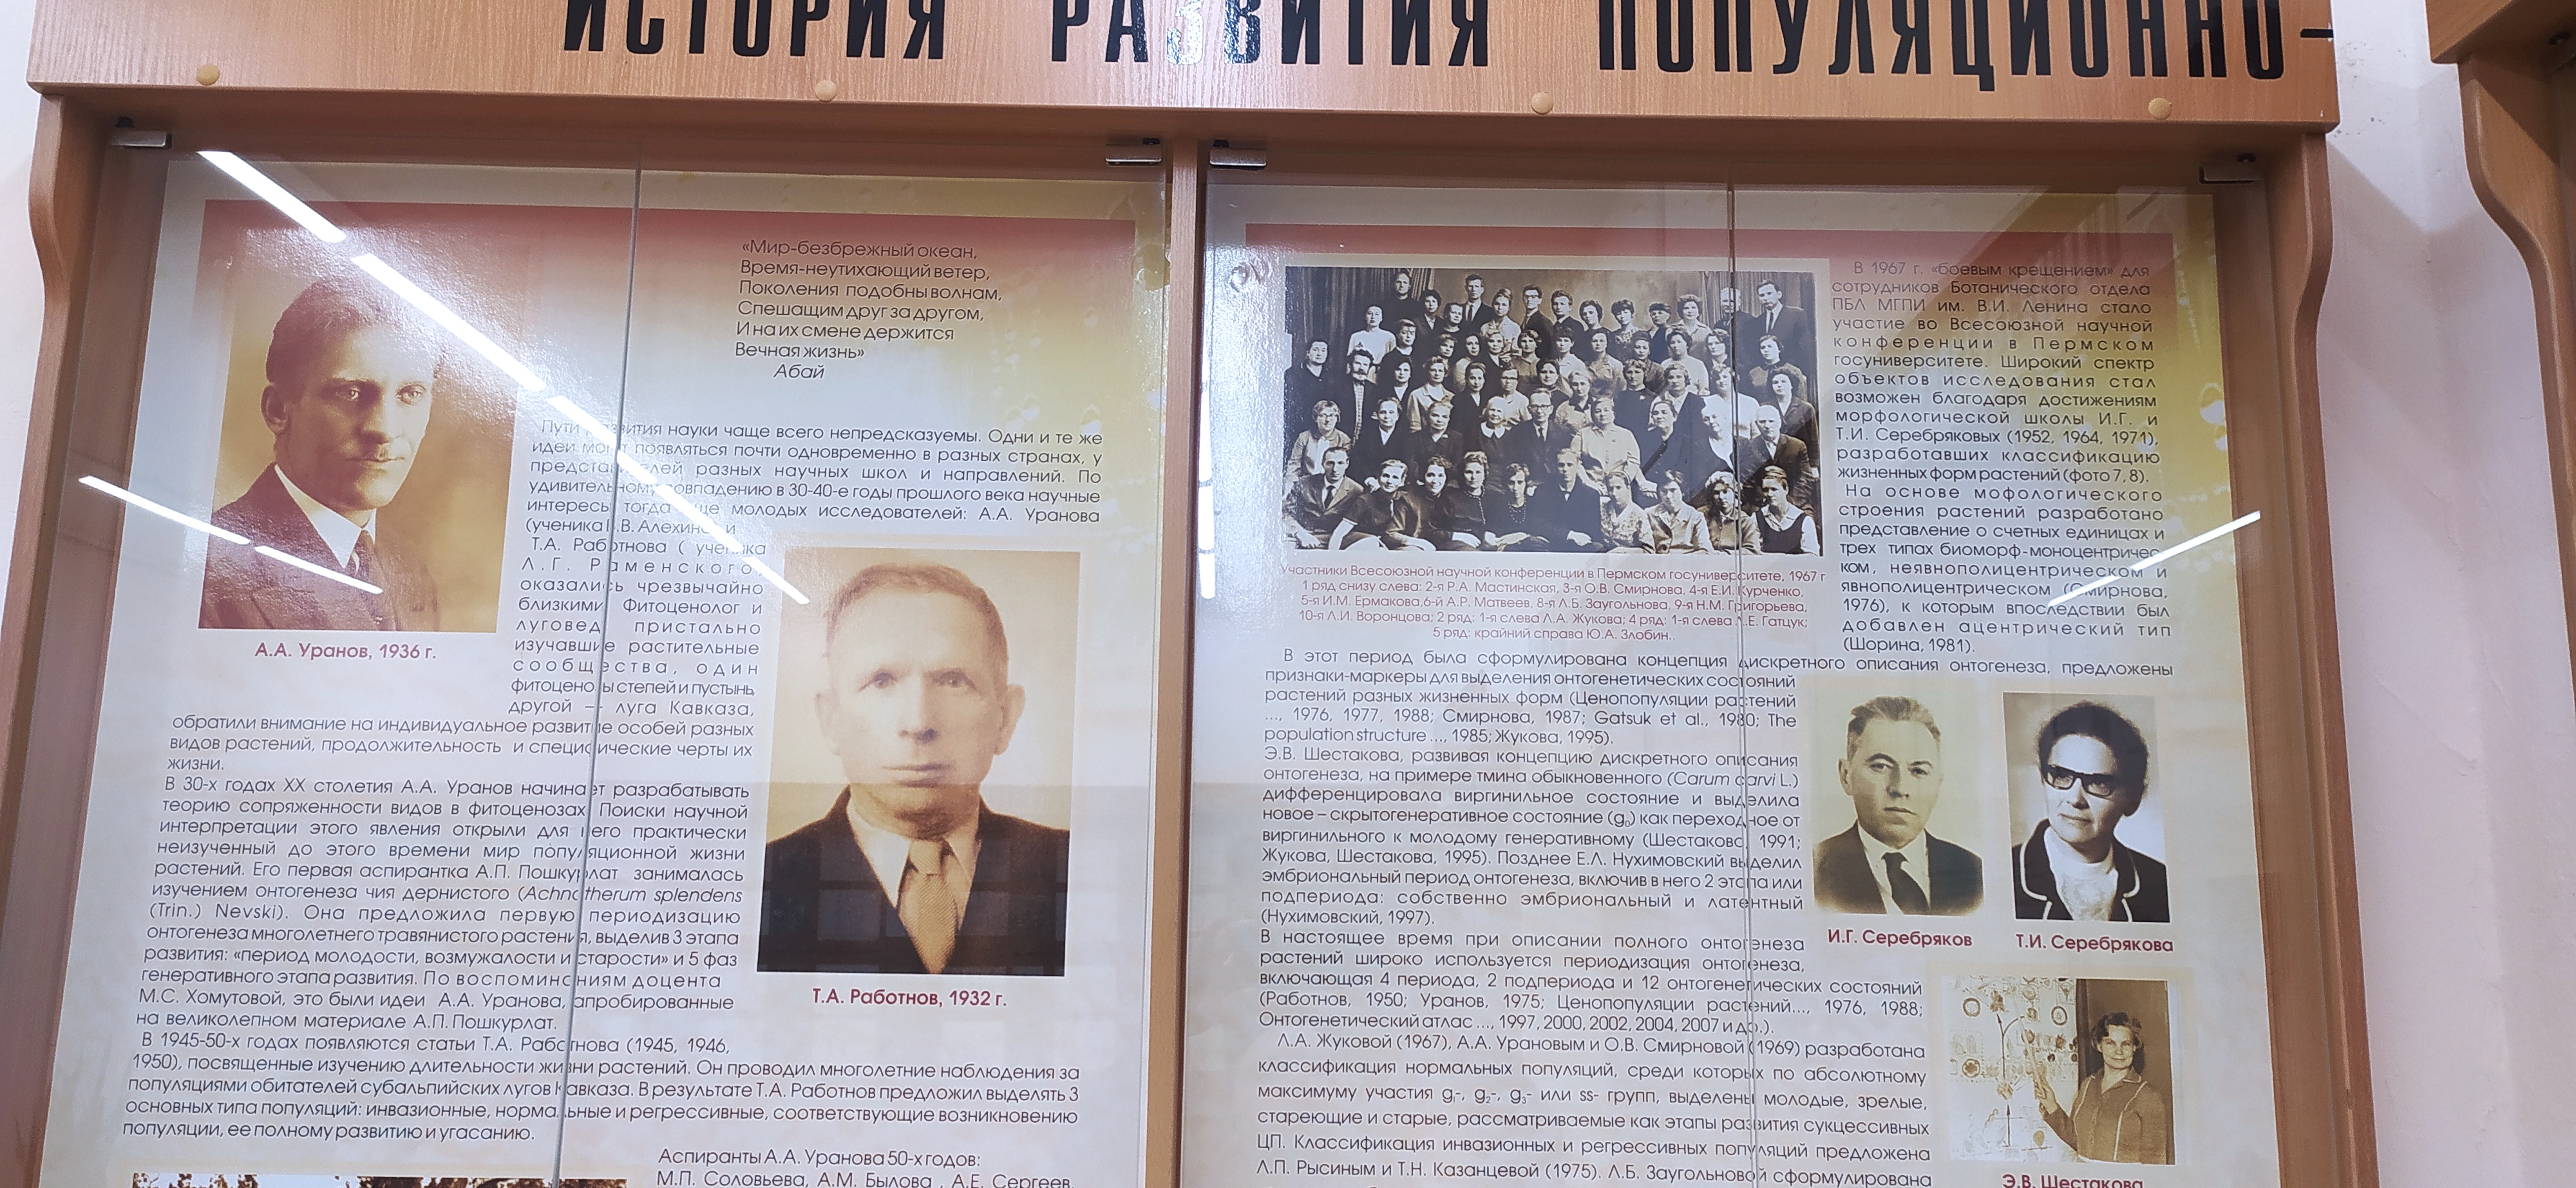 ИСТОРИЯ РАЗВИТИЯ ПОПУЛЯЦИОННО-
«Мир-безбрежный океан,
Время-неутихающий ветер,
Поколения подобны волнам,
Спешащим друг за другом,
И на их смене держится
Вечная жизнь»
Абай
Пути развития науки чаще всего непредсказуемы. Одни и те же
идеи могут появляться почти одновременно в разных странах, у
представителей разных научных школ и направлений. По
удивительному совпадению в 30-40-е годы прошлого века научные
интересы тогда еще молодых исследователей: А.А. Уранова
(ученика В.В. Алехина) и
Т.А. Работнова ( ученика
Л.Г. Раменского)
оказались чрезвычайно
близкими. Фитоценолог и
луговед, пристально
изучавшие растительные
сообщества, один –
фитоценозы степей и пустынь,
другой – луга Кавказа,
обратили внимание на индивидуальное развитие особей разных
видов растений, продолжительность и специфические черты их
жизни.
В 30-х годах XX столетия А.А. Уранов начинает разрабатывать
теорию сопряженности видов в фитоценозах. Поиски научной
интерпретации этого явления открыли для него практически
неизученный до этого времени мир популяционной жизни
растений. Его первая аспирантка А.П. Пошкурлат занималась
изучением онтогенеза чия дернистого (Achnatherum splendens
(Trin.) Nevski). Она предложила первую периодизацию
онтогенеза многолетнего травянистого растения, выделив 3 этапа
развития: «период молодости, возмужалости и старости» и 5 фаз
генеративного этапа развития. По воспоминаниям доцента
М.С. Хомутовой, это были идеи А.А. Уранова, апробированные
на великолепном материале А.П. Пошкурлат.
В 1945-50-х годах появляются статьи Т.А. Работнова (1945, 1946,
1950), посвященные изучению длительности жизни растений. Он проводил многолетние наблюдения за
популяциями обитателей субальпийских лугов Кавказа. В результате Т.А. Работнов предложил выделять 3
основных типа популяций: инвазионные, нормальные и регрессивные, соответствующие возникновению
популяции, ее полному развитию и угасанию.
Аспиранты А.А. Уранова 50-х годов:
М.П. Соловьева, А.М. Былова , А.Е. Сергеев,
А.А. Уранов, 1936 г.
Т.А. Работнов, 1932 г.
Участники Всесоюзной научной конференции в Пермском госуниверситете, 1967 г
1 ряд снизу слева: 2-я Р.А. Мастинская, 3-я О.В. Смирнова, 4-я Е.И. Курченко,
5-я И.М. Ермакова,6-й А.Р. Матвеев, 8-я Л.Б. Заугольнова, 9-я Н.М. Григорьева,
10-я Л.И. Воронцова; 2 ряд: 1-я слева Л.А. Жукова; 4 ряд: 1-я слева Л.Е. Гатцук;
5 ряд: крайний справа Ю.А. Злобин..
В 1967 г. «боевым крещением» для
сотрудников Ботанического отдела
ПБЛ МГПИ им. В.И. Ленина стало
участие во Всесоюзной научной
конференции в Пермском
госуниверситете. Широкий спектр
объектов исследования стал
возможен благодаря достижениям
морфологической школы И.Г. и
Т.И. Серебряковых (1952, 1964, 1971),
разработавших классификацию
жизненных форм растений (фото 7, 8).
На основе мофологического
строения растений разработано
представление о счетных единицах и
трех типах биоморф-моноцентричес-
ком, неявнополицентрическом и
явнополицентрическом (Смирнова,
1976), к которым впоследствии был
добавлен ацентрический тип
(Шорина, 1981).
В этот период была сформулирована концепция дискретного описания онтогенеза, предложены
признаки-маркеры для выделения онтогенетических состояний
растений разных жизненных форм (Ценопопуляции растений
..., 1976, 1977, 1988; Смирнова, 1987; Gatsuk et al., 1980; The
population structure ..., 1985; Жукова, 1995).
Э.В. Шестакова, развивая концепцию дискретного описания
онтогенеза, на примере тмина обыкновенного (Carum carvi L.)
дифференцировала виргинильное состояние и выделила
новое – скрытогенеративное состояние (g₀) как переходное от
виргинильного к молодому генеративному (Шестакова, 1991;
Жукова, Шестакова, 1995). Позднее Е.Л. Нухимовский выделил
эмбриональный период онтогенеза, включив в него 2 этапа или
подпериода: собственно эмбриональный и латентный
(Нухимовский, 1997).
В настоящее время при описании полного онтогенеза
растений широко используется периодизация онтогенеза,
включающая 4 периода, 2 подпериода и 12 онтогенетических состояний
(Работнов, 1950; Уранов, 1975; Ценопопуляции растений..., 1976, 1988;
Онтогенетический атлас ..., 1997, 2000, 2002, 2004, 2007 и др.).
Л.А. Жуковой (1967), А.А. Урановым и О.В. Смирновой (1969) разработана
классификация нормальных популяций, среди которых по абсолютному
максимуму участия g₁-, g₂-, g₃- или ss- групп, выделены молодые, зрелые,
стареющие и старые, рассматриваемые как этапы развития сукцессивных
ЦП. Классификация инвазионных и регрессивных популяций предложена
Л.П. Рысиным и Т.Н. Казанцевой (1975). Л.Б. Заугольновой сформулирована
И.Г. Серебряков
Т.И. Серебрякова
Э.В. Шестакова